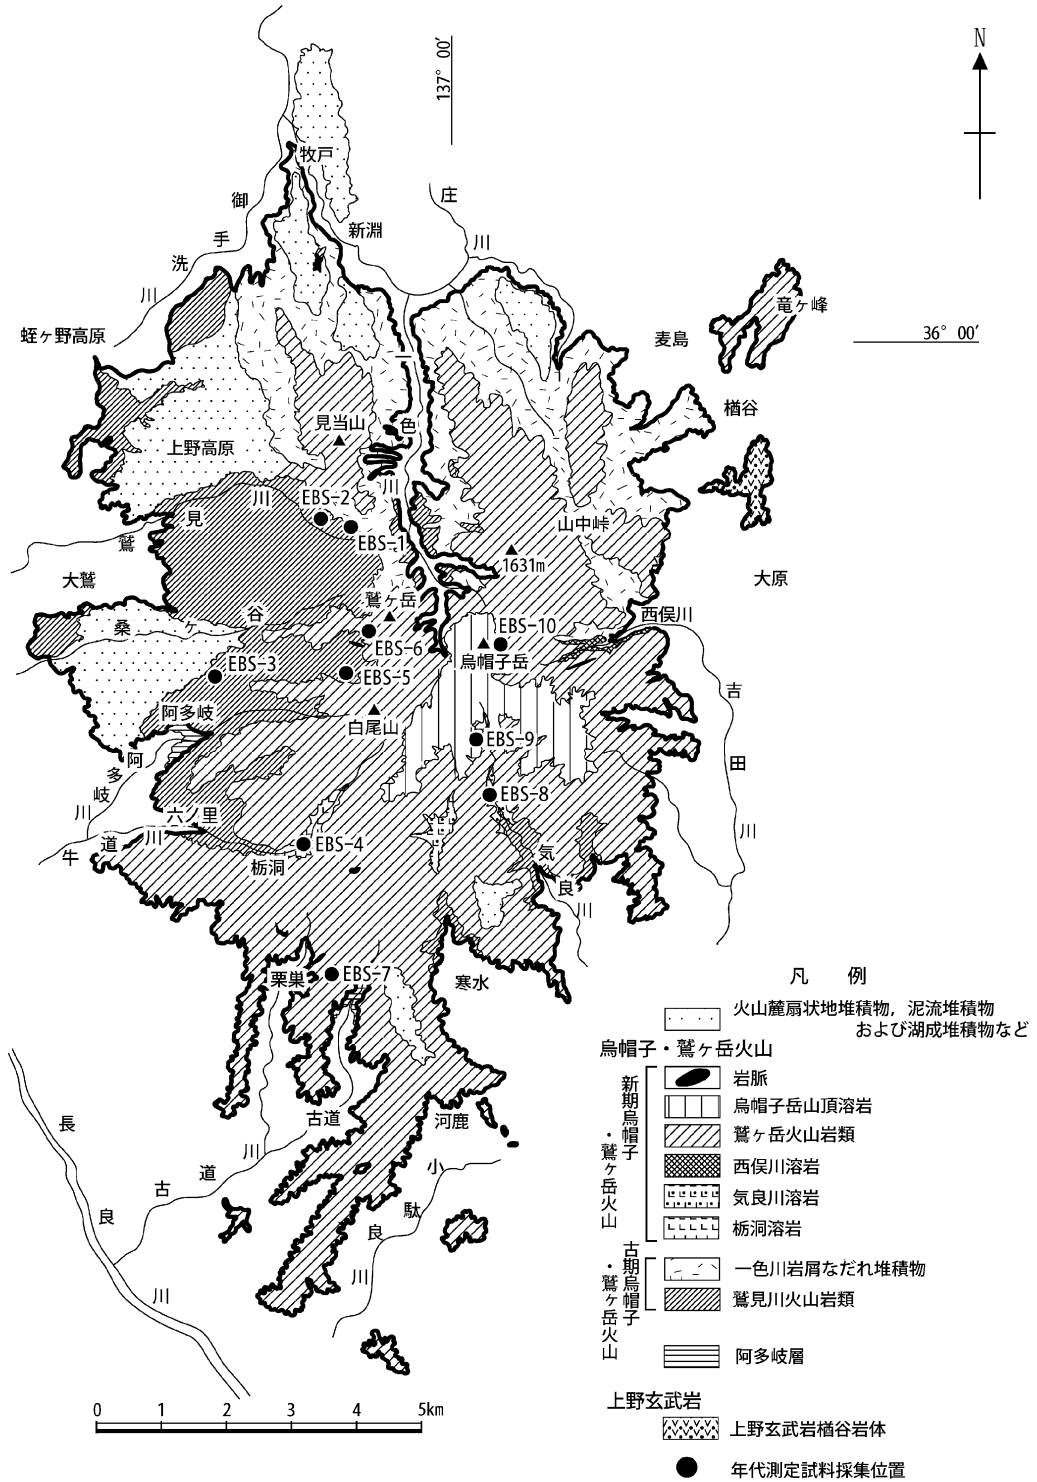 137° 00′
N
牧戸
御手洗川
庄川
新淵
蛭ヶ野高原
一色川
麦島
竜ヶ峰
36° 00′
楢谷
見当山
上野高原
EBS-2
EBS-1
鷲見川
山中峠
1631m
大鷲
大原
鷲ヶ岳
桑ヶ谷
西俣川
EBS-10
EBS-6
烏帽子岳
EBS-3
EBS-5
吉田川
阿多岐
白尾山
EBS-9
阿多岐川
EBS-8
六ノ里
牛道川
EBS-4
栃洞
気良川
栗巣
EBS-7
寒水
古道
河鹿
長良川
古道川
小駄良川
凡 例
火山麓扇状地堆積物，泥流堆積物
および湖成堆積物など
烏帽子・鷲ヶ岳火山
新期烏帽子
・鷲ヶ岳火山
岩脈
烏帽子岳山頂溶岩
鷲ヶ岳火山岩類
西俣川溶岩
気良川溶岩
栃洞溶岩
古期烏帽子
・鷲ヶ岳火山
一色川岩屑なだれ堆積物
鷲見川火山岩類
阿多岐層
上野玄武岩
上野玄武岩楢谷岩体
年代測定試料採集位置
0 1 2 3 4 5km